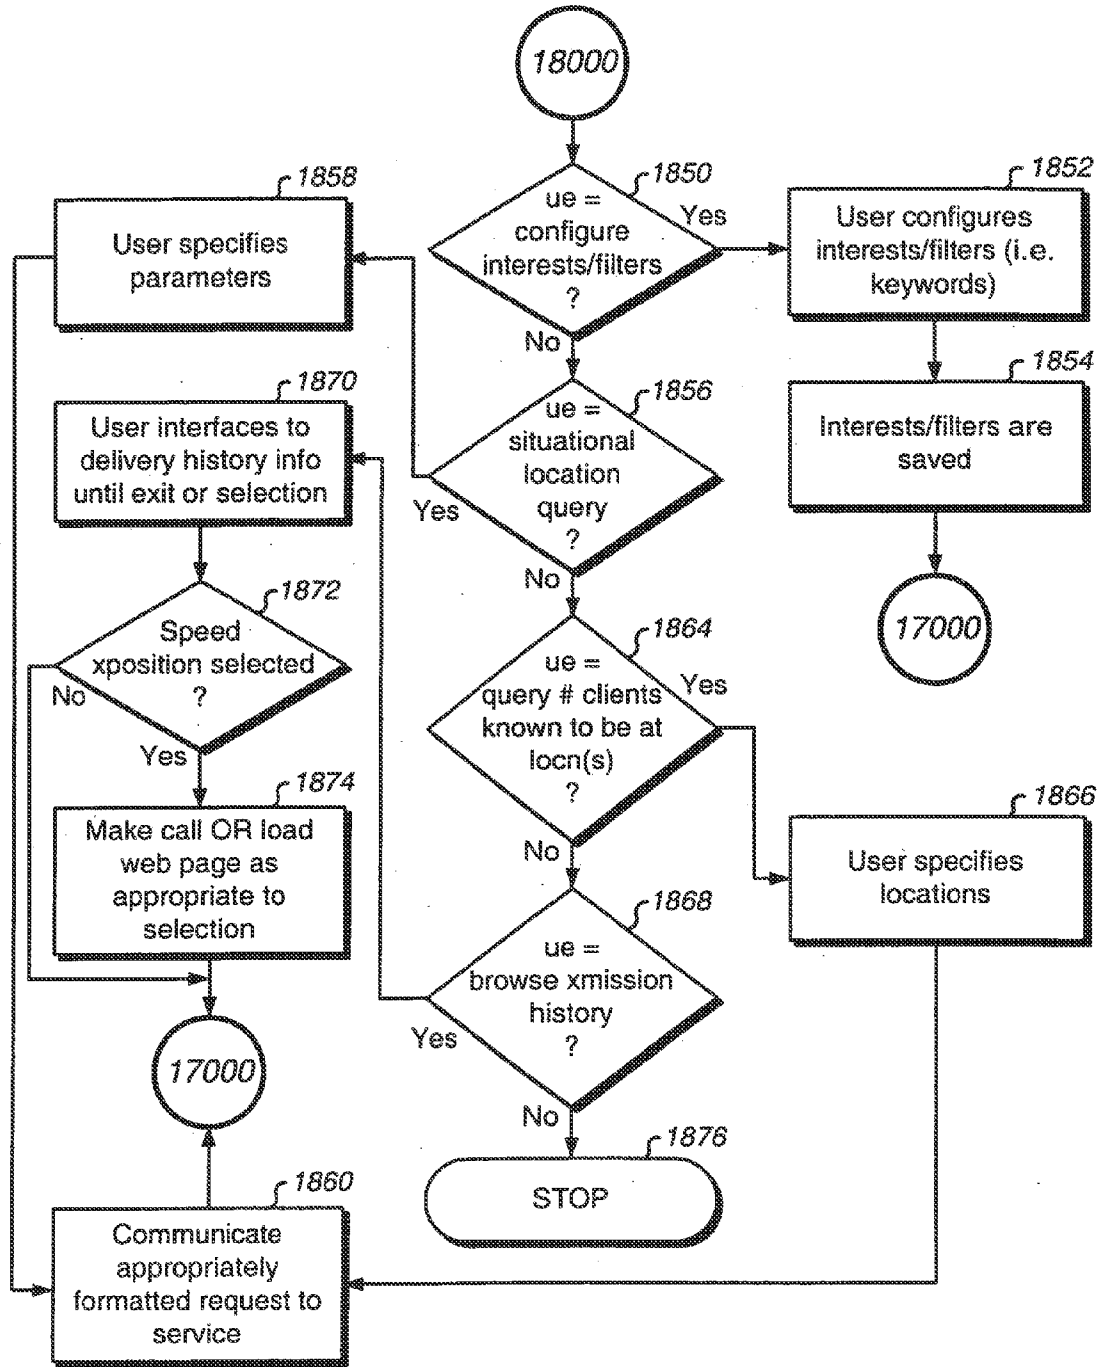 18000
1850
ue =
configure
interests/filters
?
Yes
No
1852
User configures
interests/filters (i.e.
keywords)
1854
Interests/filters are
saved
17000
1856
ue =
situational
location
query
?
Yes
No
1858
User specifies
parameters
1864
ue =
query # clients
known to be at
locn(s)
?
Yes
No
1866
User specifies
locations
1868
ue =
browse xmission
history
?
Yes
No
1870
User interfaces to
delivery history info
until exit or selection
1872
Speed
xposition selected
?
No
Yes
1874
Make call OR load
web page as
appropriate to
selection
17000
1860
Communicate
appropriately
formatted request to
service
1876
STOP